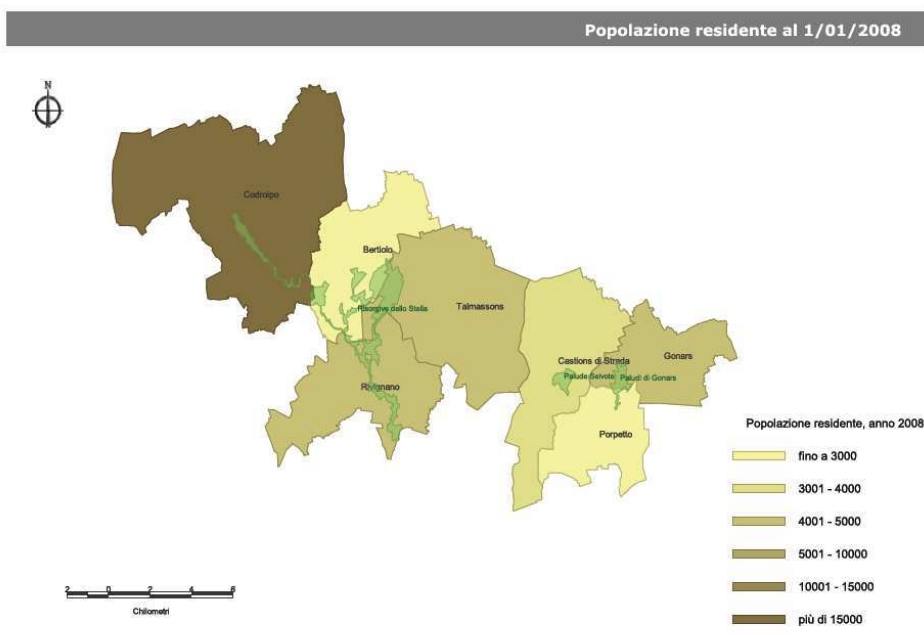 Popolazione residente al 1/01/2008
N
Codroipo
Bertiolo
Risorgive dello Stella
Talmassons
Rivignano
Castions di Strada
Gonars
Palude Selvote
Paludi di Gonars
Porpetto
Popolazione residente, anno 2008
fino a 3000
3001 - 4000
4001 - 5000
5001 - 10000
10001 - 15000
più di 15000
2 0 2 4 6
Chilometri